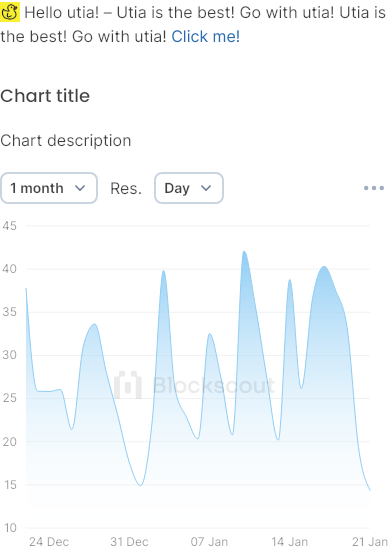 Hello utia! – Utia is the best! Go with utia! Utia is
the best! Go with utia! Click me!
Chart title
Chart description
1 month Res. Day
45
40
35
30
Blockscout
25
20
15
10
24 Dec 31 Dec 07 Jan 14 Jan 21 Jan